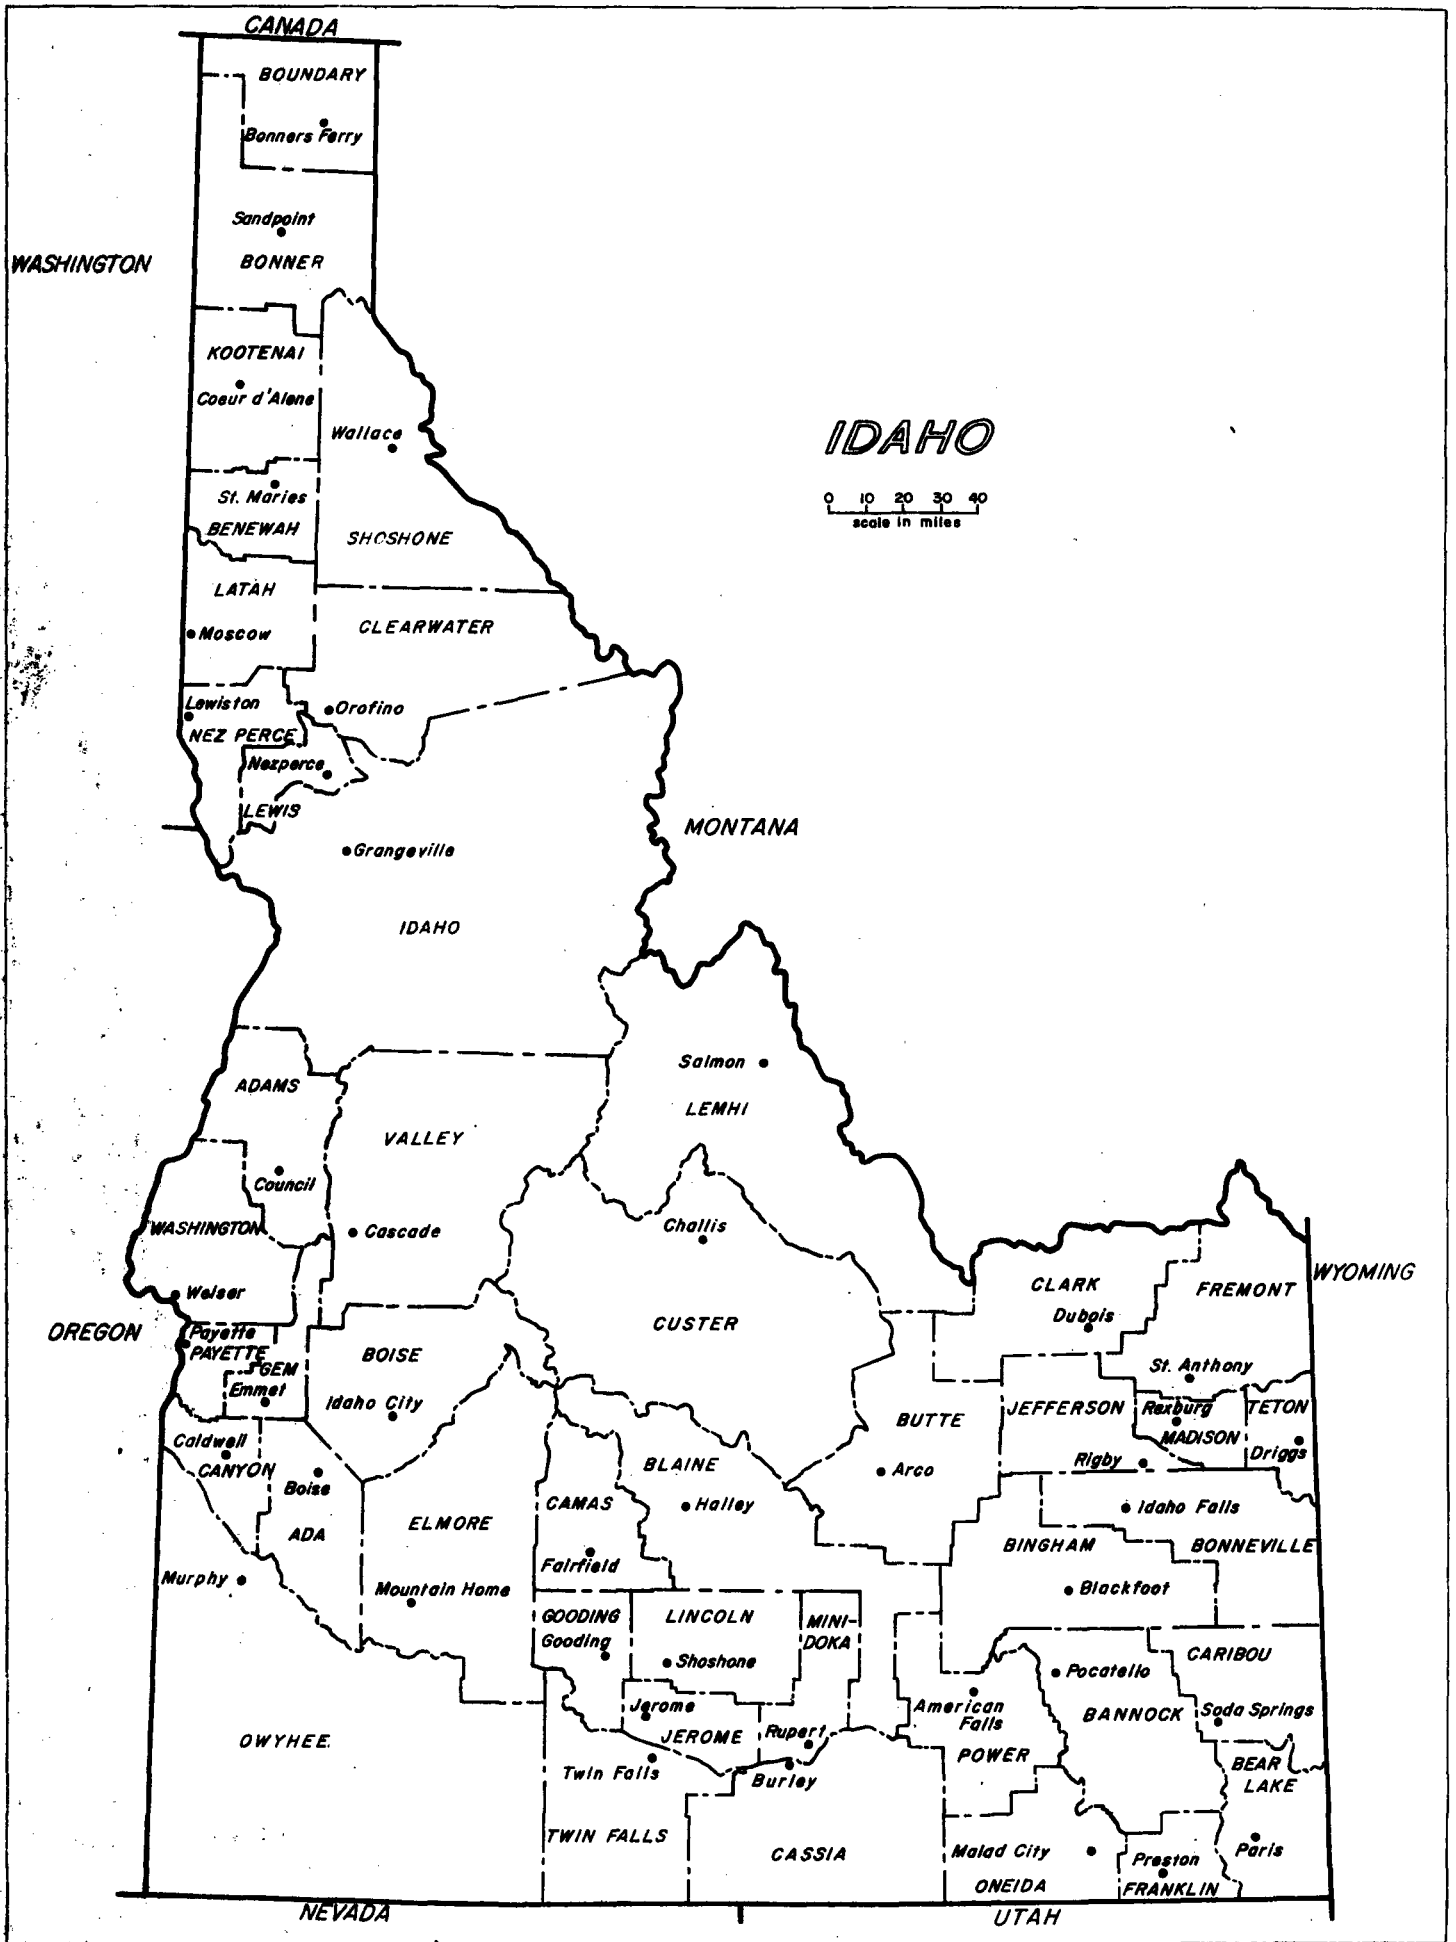 CANADA
BOUNDARY
Bonners Ferry
Sandpoint
WASHINGTON
BONNER
KOOTENAI
Coeur d'Alene
Wallace
IDAHO
0 10 20 30 40
scale in miles
St. Maries
BENEWAH
SHOSHONE
LATAH
CLEARWATER
Moscow
Lewiston
Orofino
NEZ PERCE
Nezperce
LEWIS
MONTANA
Grangeville
IDAHO
Salmon
ADAMS
LEMHI
VALLEY
Council
WASHINGTON
Cascade
Challis
WYOMING
CLARK
FREMONT
Weiser
Dubois
OREGON
Payette
PAYETTE
CUSTER
BOISE
GEM
Emmet
St. Anthony
Idaho City
BUTTE
JEFFERSON
Rexburg
TETON
MADISON
Caldwell
CANYON
Driggs
Rigby
BLAINE
Arco
Boise
CAMAS
Hailey
Idaho Falls
ELMORE
ADA
BINGHAM
BONNEVILLE
Fairfield
Murphy
Mountain Home
Blackfoot
GOODING
LINCOLN
MINI-
DOKA
Gooding
Shoshone
CARIBOU
Pocatello
American
Falls
Jerome
BANNOCK
Soda Springs
OWYHEE
JEROME
Rupert
POWER
BEAR
LAKE
Twin Falls
Burley
TWIN FALLS
CASSIA
Malad City
Preston
Paris
ONEIDA
FRANKLIN
NEVADA
UTAH